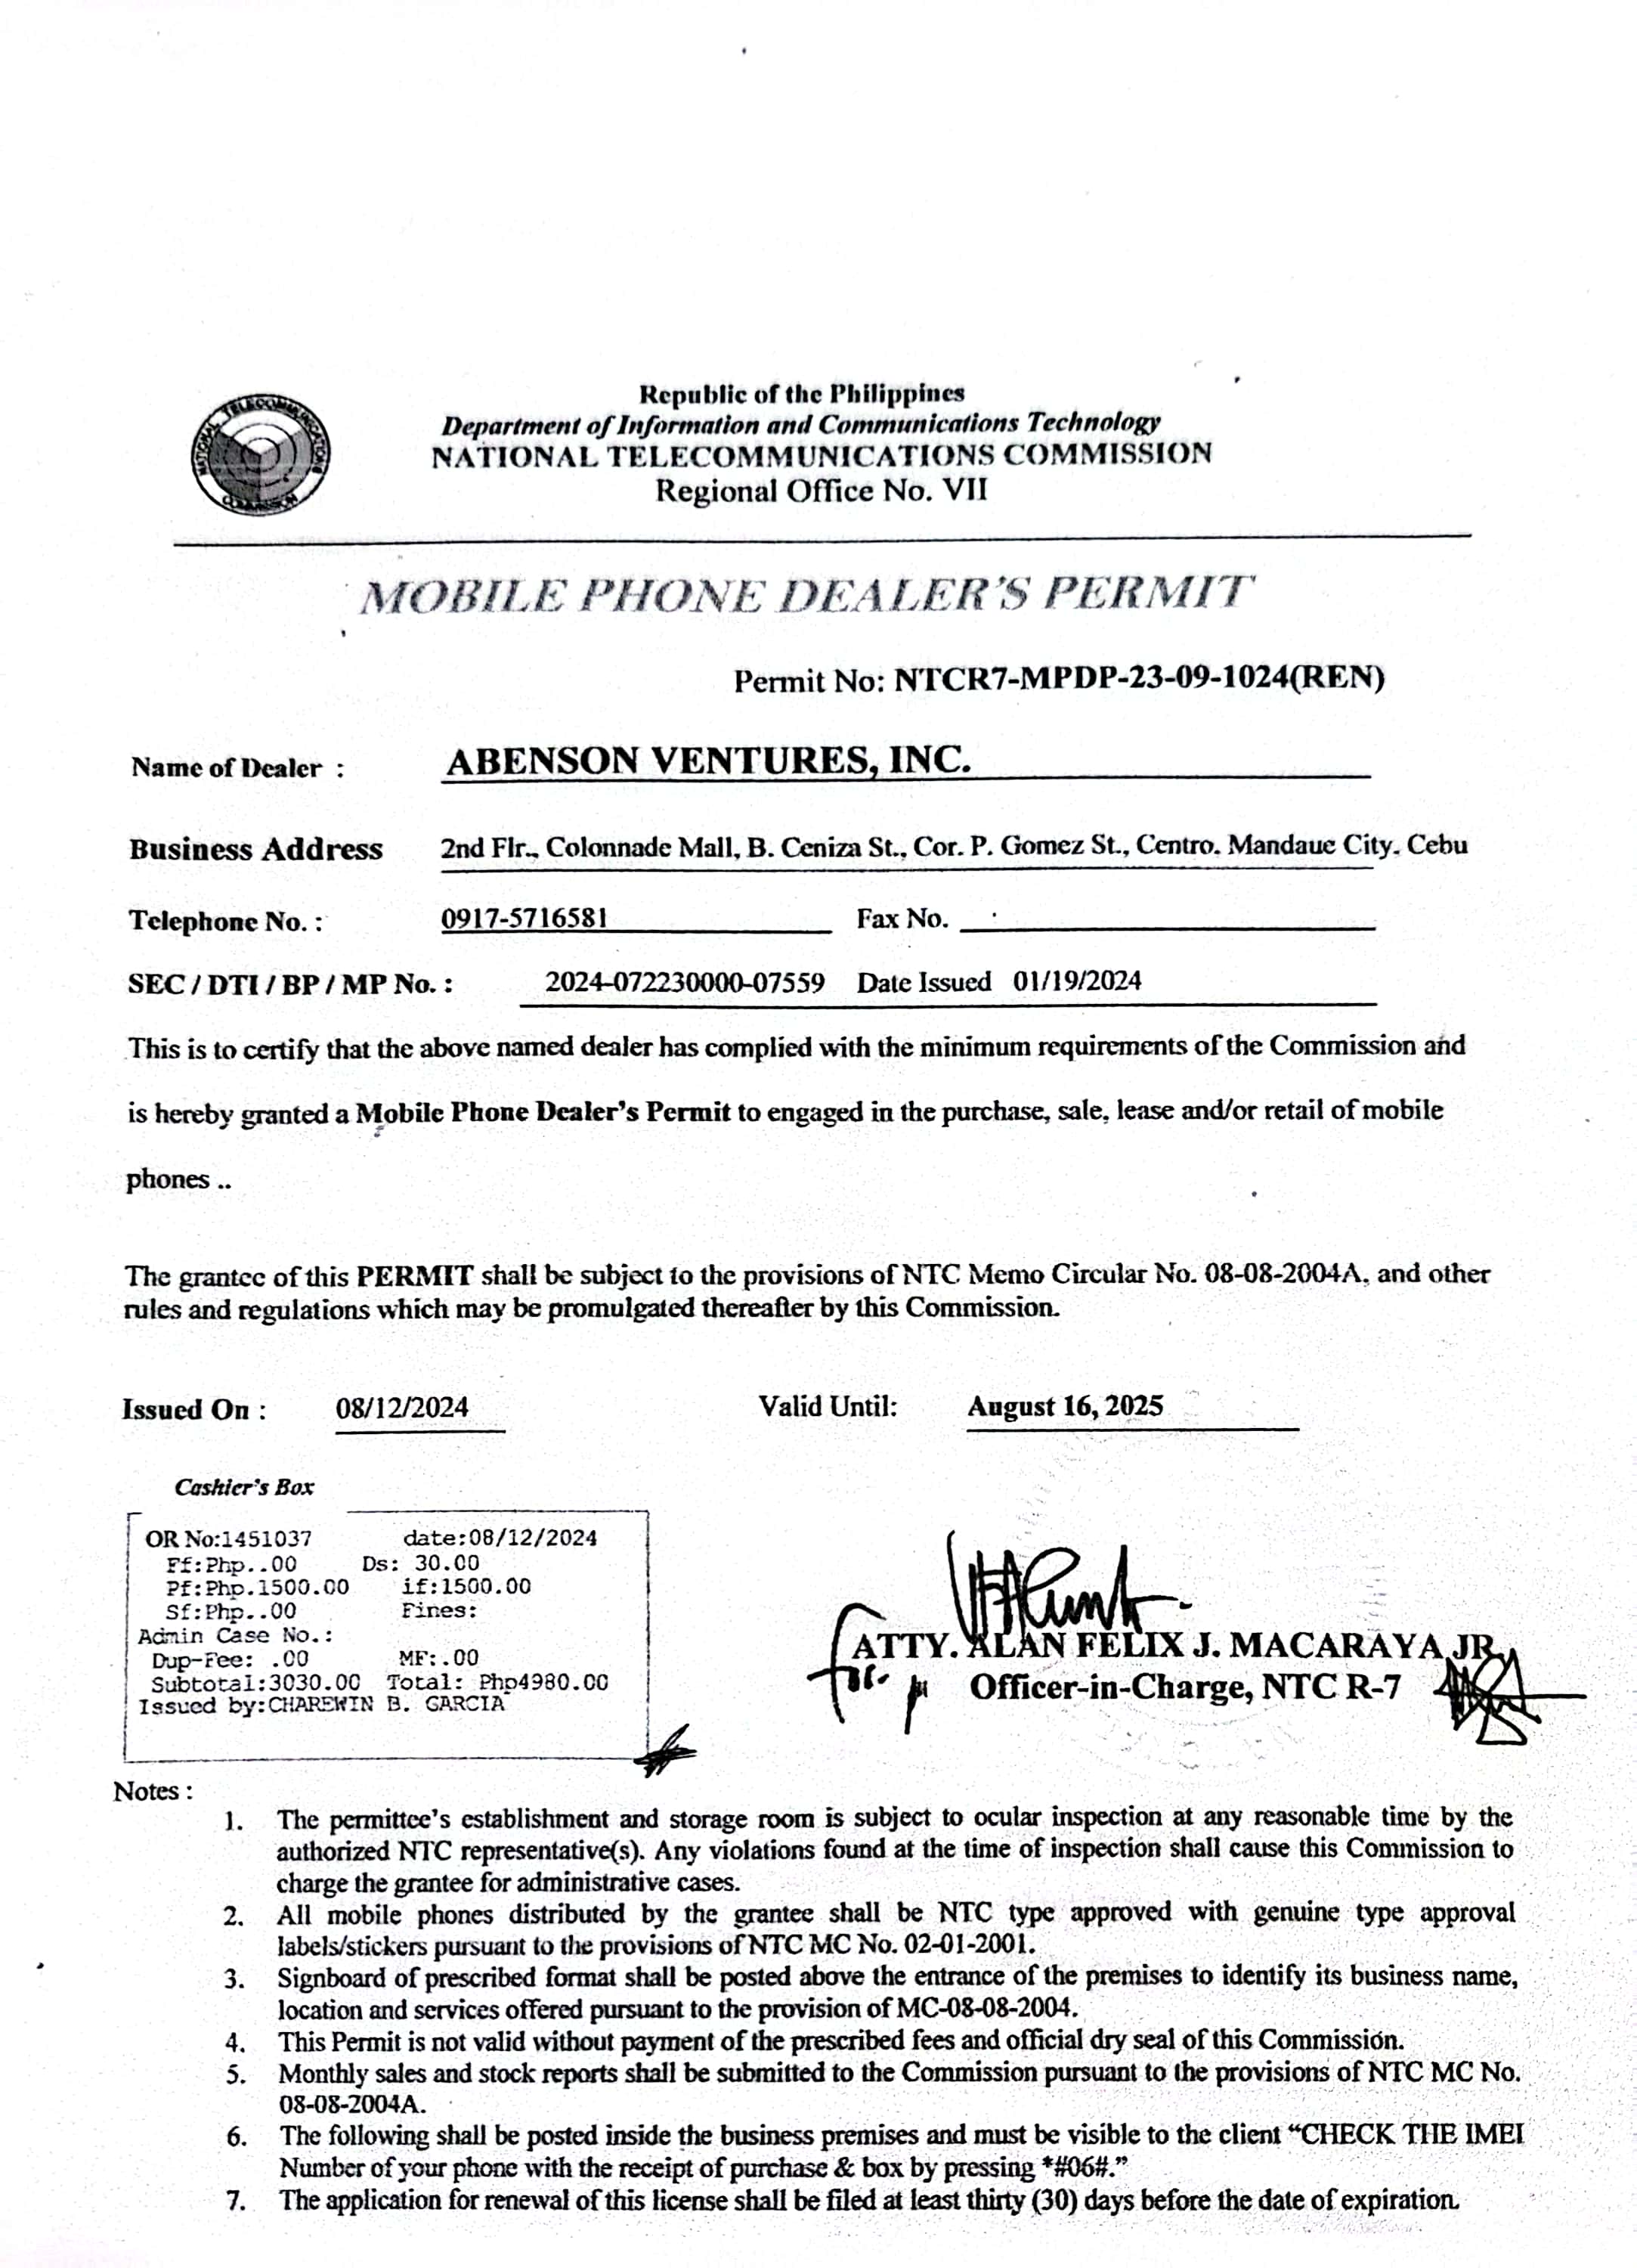 Republic of the Philippines
Department of Information and Communications Technology
NATIONAL TELECOMMUNICATIONS COMMISSION
Regional Office No. VII
NATIONAL TELECOMMUNICATIONS COMMISSION
MOBILE PHONE DEALER'S PERMIT
Permit No: NTCR7-MPDP-23-09-1024(REN)
Name of Dealer : ABENSON VENTURES, INC.
Business Address 2nd Flr., Colonnade Mall, B. Ceniza St., Cor. P. Gomez St., Centro. Mandaue City. Cebu
Telephone No. : 0917-5716581 Fax No.
SEC / DTI / BP / MP No. : 2024-072230000-07559 Date Issued 01/19/2024
This is to certify that the above named dealer has complied with the minimum requirements of the Commission and
is hereby granted a Mobile Phone Dealer's Permit to engaged in the purchase, sale, lease and/or retail of mobile
phones ..
The grantee of this PERMIT shall be subject to the provisions of NTC Memo Circular No. 08-08-2004A, and other
rules and regulations which may be promulgated thereafter by this Commission.
Issued On : 08/12/2024 Valid Until: August 16, 2025
Cashier's Box
OR No:1451037 date:08/12/2024
Ff:Php..00 Ds: 30.00
Pf:Php.1500.00 if:1500.00
Sf:Php..00 Fines:
Admin Case No.:
Dup-Fee: .00 MF:.00
Subtotal:3030.00 Total: Php4980.00
Issued by:CHAREWIN B. GARCIA
ATTY. ALAN FELIX J. MACARAYA JR.
for: Officer-in-Charge, NTC R-7
Notes :
1. The permittee's establishment and storage room is subject to ocular inspection at any reasonable time by the
authorized NTC representative(s). Any violations found at the time of inspection shall cause this Commission to
charge the grantee for administrative cases.
2. All mobile phones distributed by the grantee shall be NTC type approved with genuine type approval
labels/stickers pursuant to the provisions of NTC MC No. 02-01-2001.
3. Signboard of prescribed format shall be posted above the entrance of the premises to identify its business name,
location and services offered pursuant to the provision of MC-08-08-2004.
4. This Permit is not valid without payment of the prescribed fees and official dry seal of this Commission.
5. Monthly sales and stock reports shall be submitted to the Commission pursuant to the provisions of NTC MC No.
08-08-2004A.
6. The following shall be posted inside the business premises and must be visible to the client “CHECK THE IMEI
Number of your phone with the receipt of purchase & box by pressing *#06#.”
7. The application for renewal of this license shall be filed at least thirty (30) days before the date of expiration.